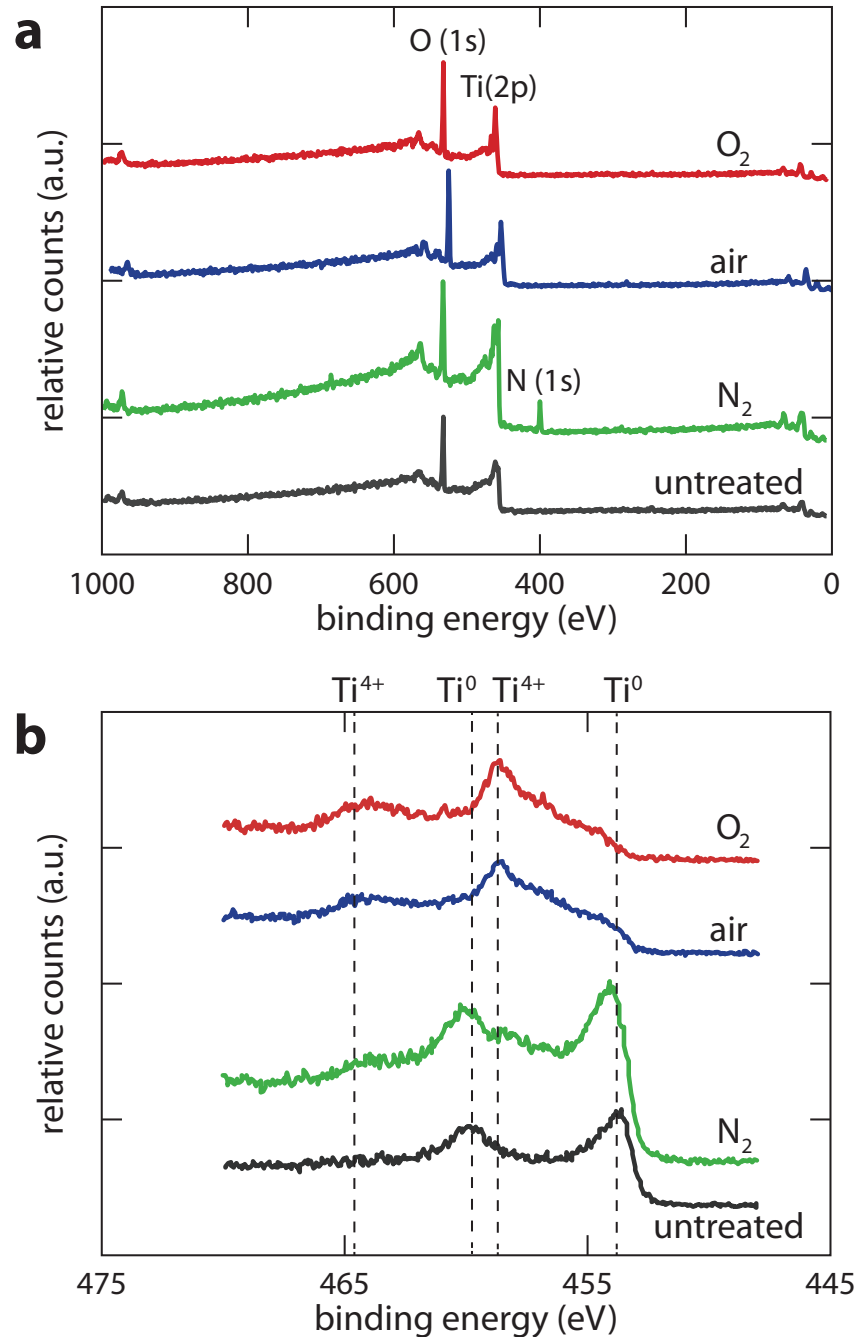 a
O (1s)
Ti(2p)
O₂
air
N (1s)
N₂
untreated
relative counts (a.u.)
1000 800 600 400 200 0
binding energy (eV)
b
Ti⁴⁺ Ti⁰ Ti⁴⁺ Ti⁰
O₂
air
N₂
untreated
relative counts (a.u.)
475 465 455 445
binding energy (eV)